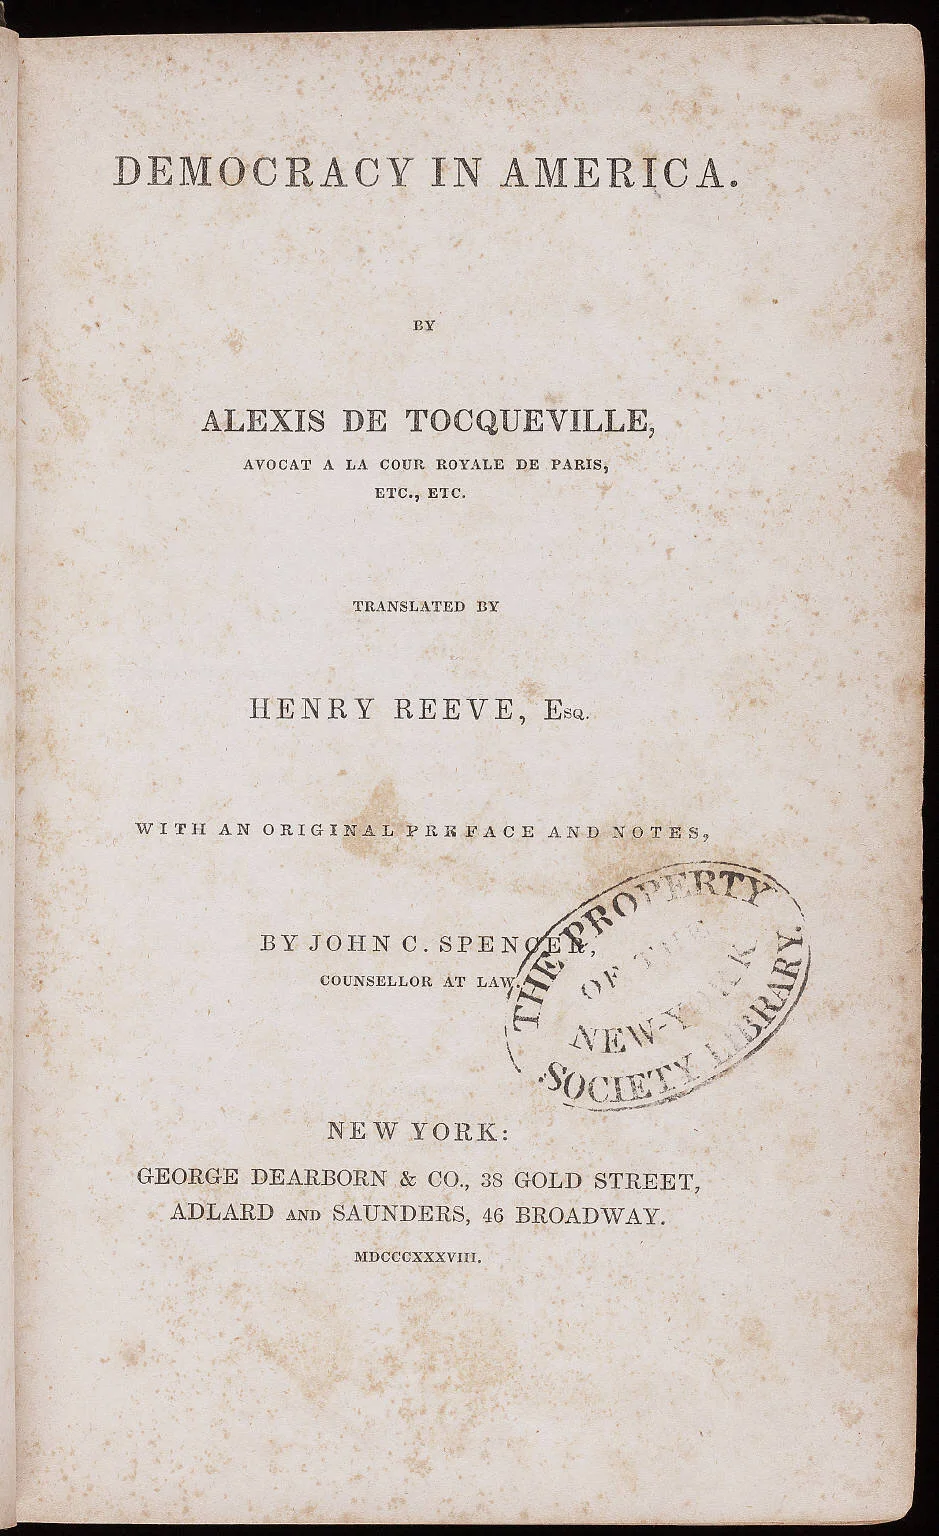 DEMOCRACY IN AMERICA.
BY
ALEXIS DE TOCQUEVILLE,
AVOCAT A LA COUR ROYALE DE PARIS,
ETC., ETC.
TRANSLATED BY
HENRY REEVE, ESQ.
WITH AN ORIGINAL PREFACE AND NOTES,
BY JOHN C. SPENCER,
COUNSELLOR AT LAW.
THE PROPERTY
OF THE
NEW-YORK
SOCIETY LIBRARY.
NEW YORK:
GEORGE DEARBORN & CO., 38 GOLD STREET,
ADLARD AND SAUNDERS, 46 BROADWAY.
MDCCCXXXVIII.